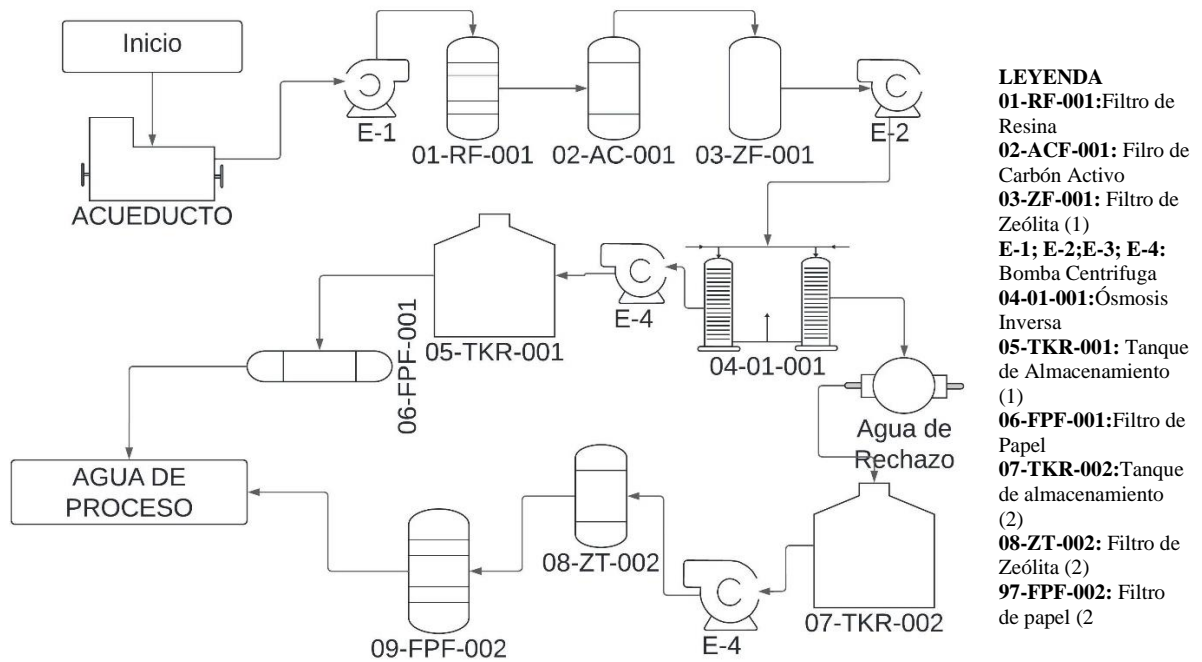 Inicio
ACUEDUCTO
E-1
01-RF-001
02-AC-001
03-ZF-001
E-2
05-TKR-001
E-4
04-01-001
06-FPF-001
Agua de
Rechazo
AGUA DE
PROCESO
09-FPF-002
08-ZT-002
E-4
07-TKR-002
LEYENDA
01-RF-001:Filtro de
Resina
02-ACF-001: Filro de
Carbón Activo
03-ZF-001: Filtro de
Zeólita (1)
E-1; E-2;E-3; E-4:
Bomba Centrifuga
04-01-001:Ósmosis
Inversa
05-TKR-001: Tanque
de Almacenamiento
(1)
06-FPF-001:Filtro de
Papel
07-TKR-002:Tanque
de almacenamiento
(2)
08-ZT-002: Filtro de
Zeólita (2)
97-FPF-002: Filtro
de papel (2